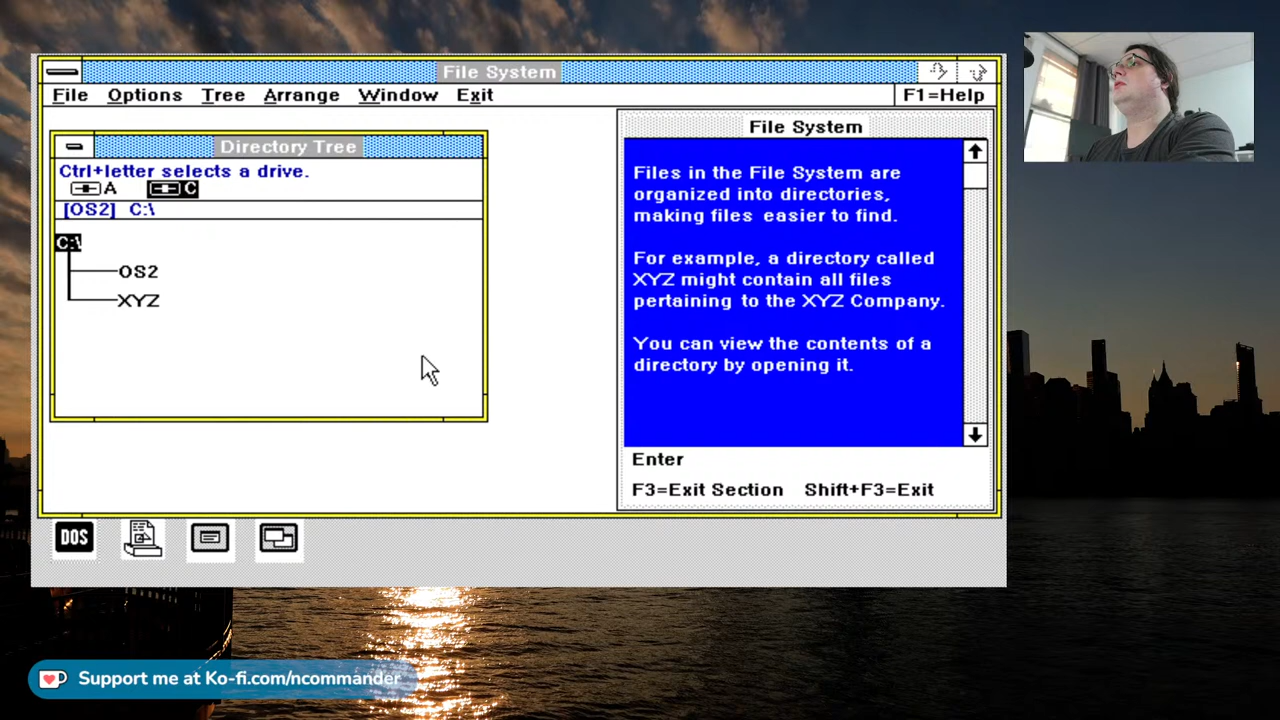 File System
File Options Tree Arrange Window Exit F1=Help
Directory Tree
Ctrl+letter selects a drive.
A C
[OS2] C:\
C:\
OS2
XYZ
File System
Files in the File System are
organized into directories,
making files easier to find.
For example, a directory called
XYZ might contain all files
pertaining to the XYZ Company.
You can view the contents of a
directory by opening it.
Enter
F3=Exit Section Shift+F3=Exit
DOS
Support me at Ko-fi.com/ncommander